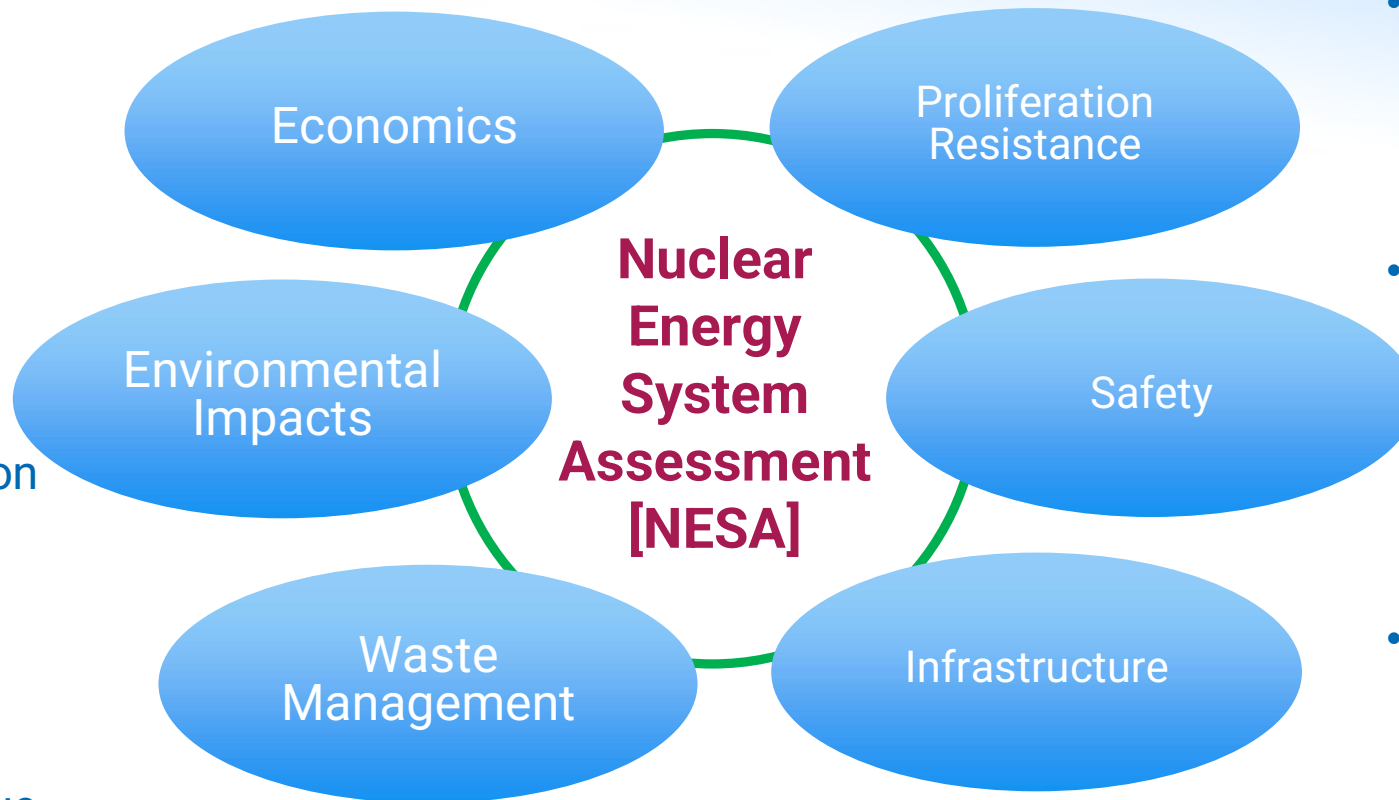 Economics
Proliferation
Resistance
Nuclear
Energy
System
Assessment
[NESA]
Environmental
Impacts
Safety
on
Waste
Management
Infrastructure